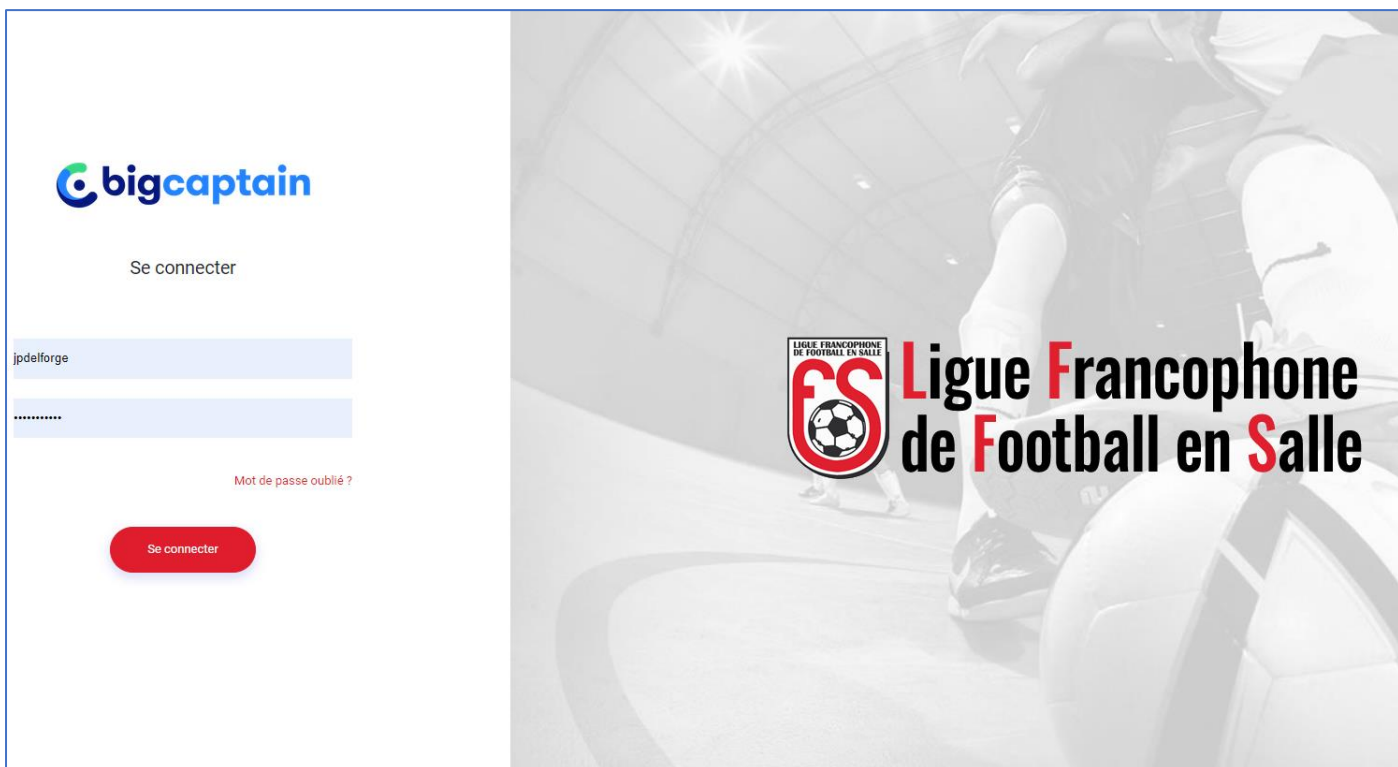 bigcaptain
Se connecter
jpdelforge
•••••••••••
Mot de passe oublié ?
Se connecter
LIGUE FRANCOPHONE
DE FOOTBALL EN SALLE
FS
Ligue Francophone
de Football en Salle